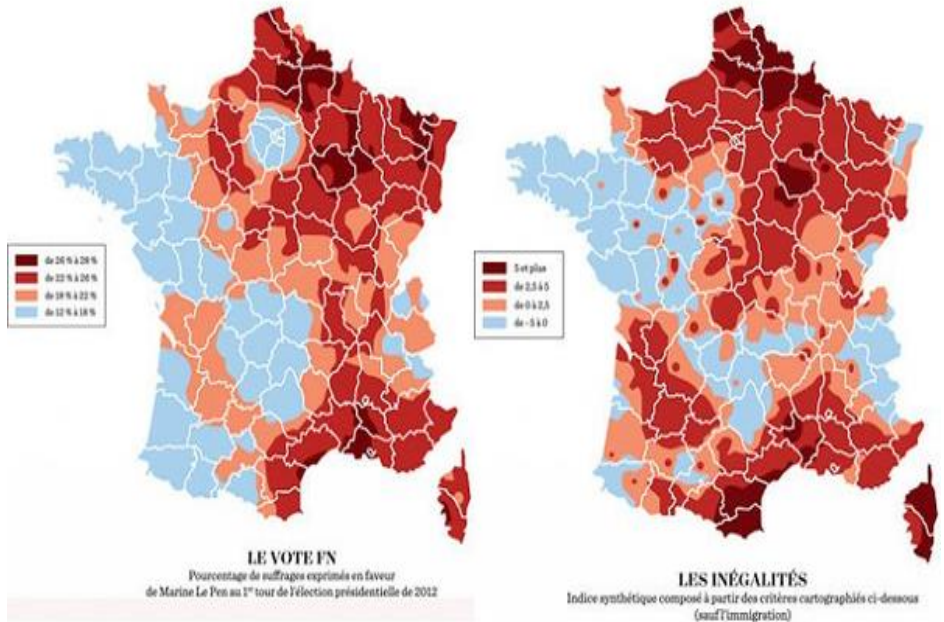 de 26 % à 28 %
de 22 % à 26 %
de 18 % à 22 %
de 12 % à 18 %
LE VOTE FN
Pourcentage de suffrages exprimés en faveur
de Marine Le Pen au 1er tour de l'élection présidentielle de 2012
5 et plus
de 2,5 à 5
de 0 à 2,5
de - 5 à 0
LES INÉGALITÉS
Indice synthétique composé à partir des critères cartographiés ci-dessous
(sauf l'immigration)